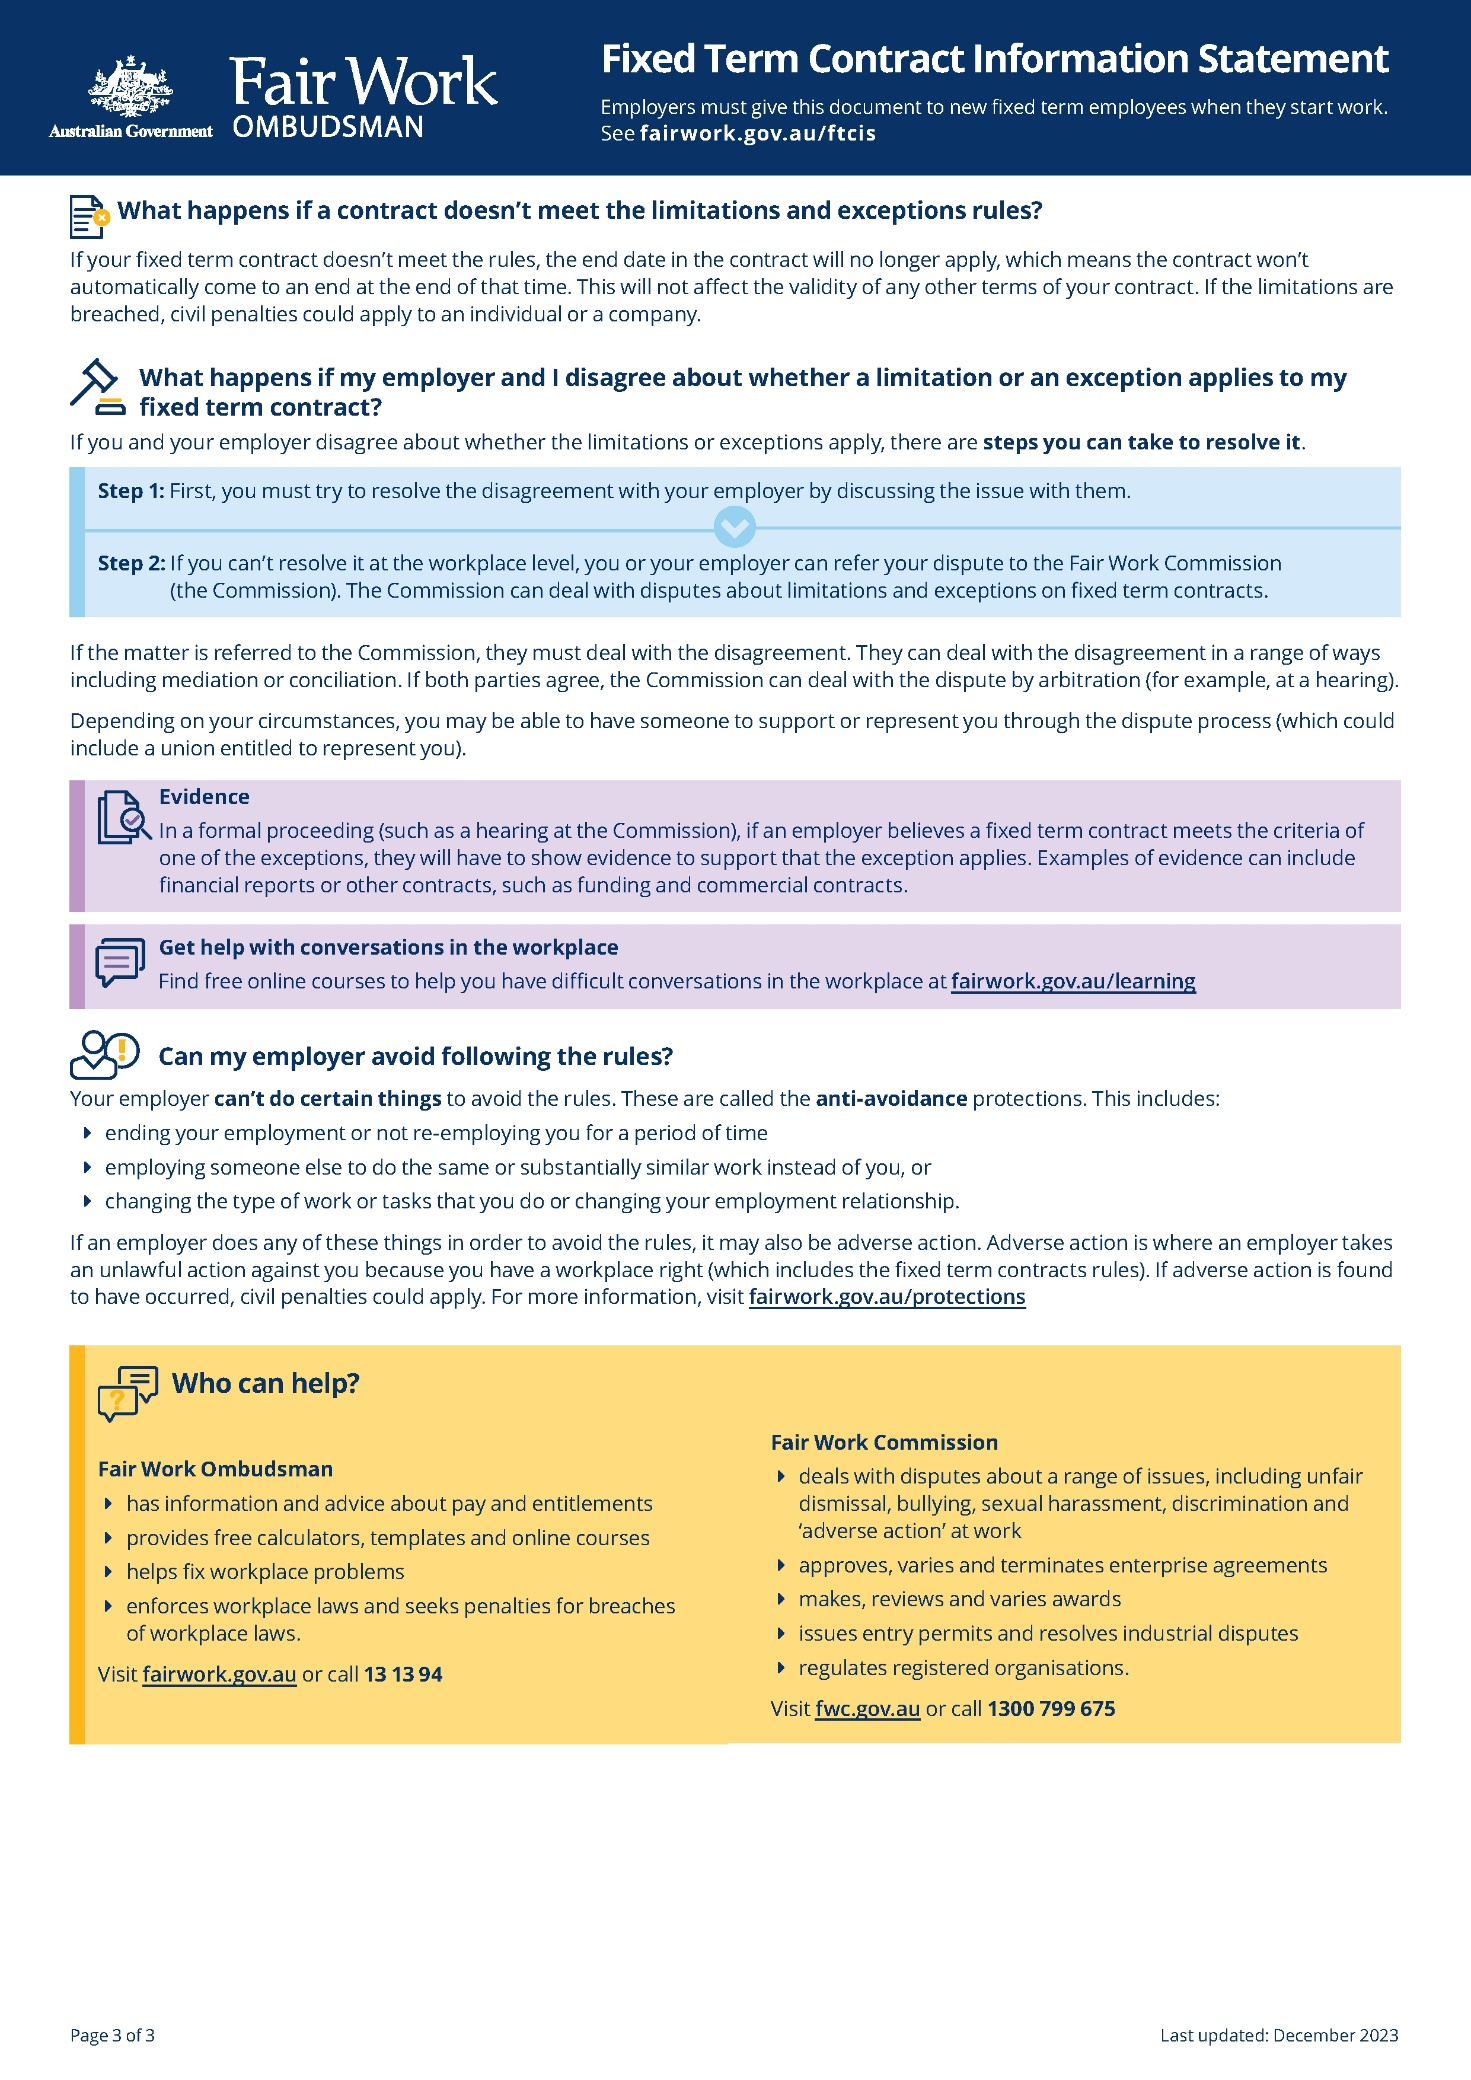 Australian Government
Fair Work
OMBUDSMAN
Fixed Term Contract Information Statement
Employers must give this document to new fixed term employees when they start work.
See fairwork.gov.au/ftcis
What happens if a contract doesn’t meet the limitations and exceptions rules?
If your fixed term contract doesn’t meet the rules, the end date in the contract will no longer apply, which means the contract won’t
automatically come to an end at the end of that time. This will not affect the validity of any other terms of your contract. If the limitations are
breached, civil penalties could apply to an individual or a company.
What happens if my employer and I disagree about whether a limitation or an exception applies to my
fixed term contract?
If you and your employer disagree about whether the limitations or exceptions apply, there are steps you can take to resolve it.
Step 1: First, you must try to resolve the disagreement with your employer by discussing the issue with them.
Step 2: If you can’t resolve it at the workplace level, you or your employer can refer your dispute to the Fair Work Commission
(the Commission). The Commission can deal with disputes about limitations and exceptions on fixed term contracts.
If the matter is referred to the Commission, they must deal with the disagreement. They can deal with the disagreement in a range of ways
including mediation or conciliation. If both parties agree, the Commission can deal with the dispute by arbitration (for example, at a hearing).
Depending on your circumstances, you may be able to have someone to support or represent you through the dispute process (which could
include a union entitled to represent you).
Evidence
In a formal proceeding (such as a hearing at the Commission), if an employer believes a fixed term contract meets the criteria of
one of the exceptions, they will have to show evidence to support that the exception applies. Examples of evidence can include
financial reports or other contracts, such as funding and commercial contracts.
Get help with conversations in the workplace
Find free online courses to help you have difficult conversations in the workplace at fairwork.gov.au/learning
Can my employer avoid following the rules?
Your employer can’t do certain things to avoid the rules. These are called the anti-avoidance protections. This includes:
ending your employment or not re-employing you for a period of time
employing someone else to do the same or substantially similar work instead of you, or
changing the type of work or tasks that you do or changing your employment relationship.
If an employer does any of these things in order to avoid the rules, it may also be adverse action. Adverse action is where an employer takes
an unlawful action against you because you have a workplace right (which includes the fixed term contracts rules). If adverse action is found
to have occurred, civil penalties could apply. For more information, visit fairwork.gov.au/protections
Who can help?
Fair Work Ombudsman
has information and advice about pay and entitlements
provides free calculators, templates and online courses
helps fix workplace problems
enforces workplace laws and seeks penalties for breaches
of workplace laws.
Visit fairwork.gov.au or call 13 13 94
Fair Work Commission
deals with disputes about a range of issues, including unfair
dismissal, bullying, sexual harassment, discrimination and
‘adverse action’ at work
approves, varies and terminates enterprise agreements
makes, reviews and varies awards
issues entry permits and resolves industrial disputes
regulates registered organisations.
Visit fwc.gov.au or call 1300 799 675
Page 3 of 3
Last updated: December 2023